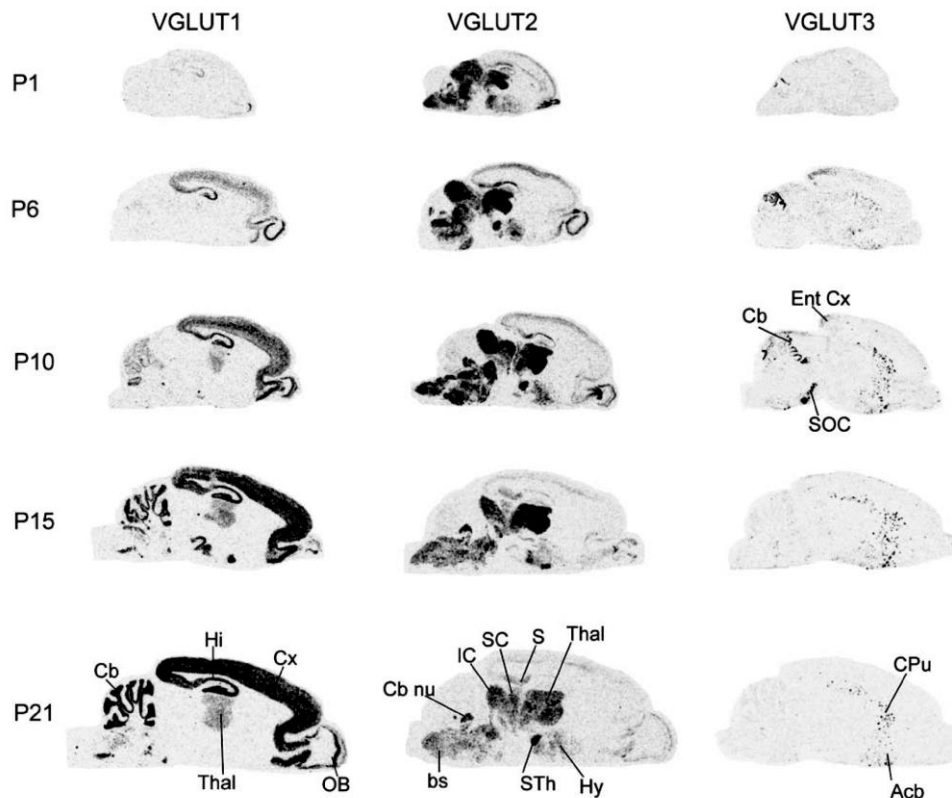 VGLUT1 VGLUT2 VGLUT3
P1
P6
P10
Cb
Ent Cx
SOC
P15
P21
Cb
Hi
Cx
Thal
OB
Cb nu
IC
SC
S
Thal
bs
STh
Hy
CPu
Acb